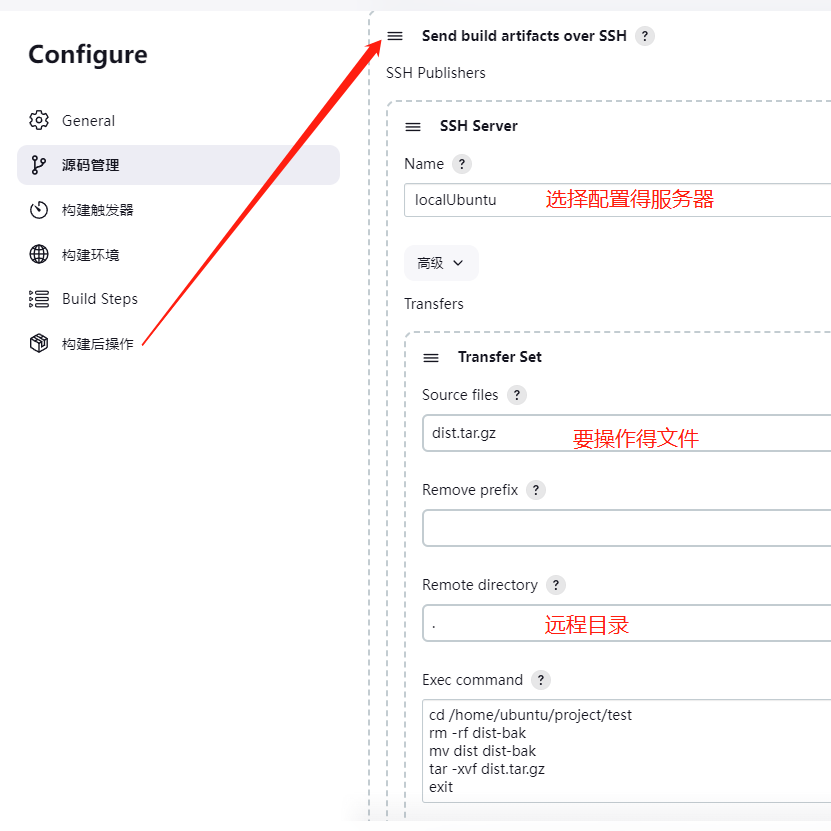 Configure
General
源码管理
构建触发器
构建环境
Build Steps
构建后操作
Send build artifacts over SSH ?
SSH Publishers
SSH Server
Name ?
localUbuntu 选择配置得服务器
高级
Transfers
Transfer Set
Source files ?
dist.tar.gz 要操作得文件
Remove prefix ?
Remote directory ?
. 远程目录
Exec command ?
cd /home/ubuntu/project/test
rm -rf dist-bak
mv dist dist-bak
tar -xvf dist.tar.gz
exit